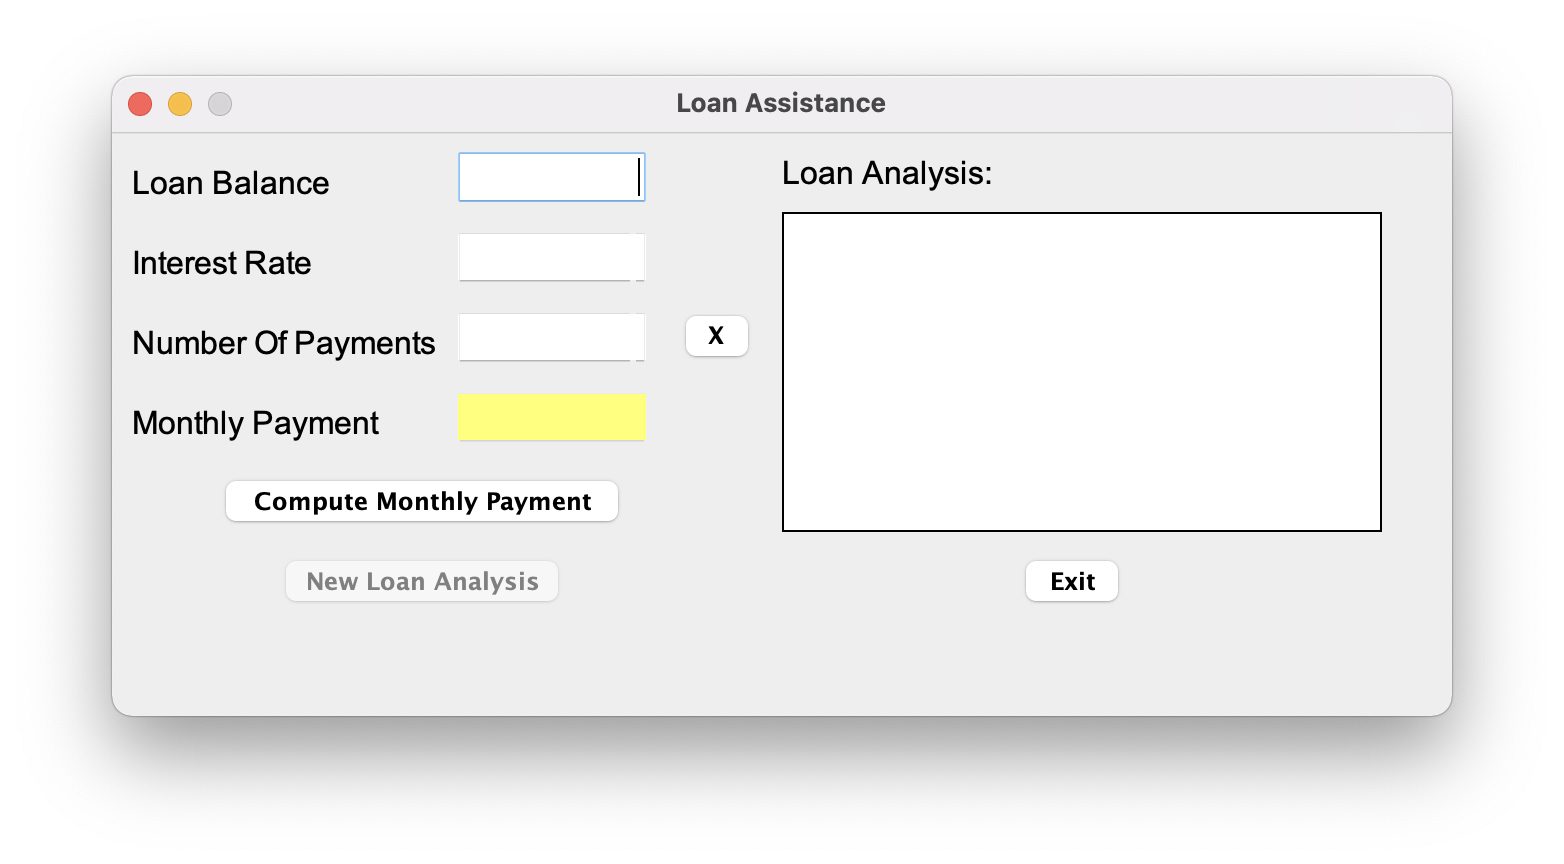 Loan Assistance
Loan Balance
Interest Rate
Number Of Payments
X
Monthly Payment
Compute Monthly Payment
New Loan Analysis
Loan Analysis:
Exit